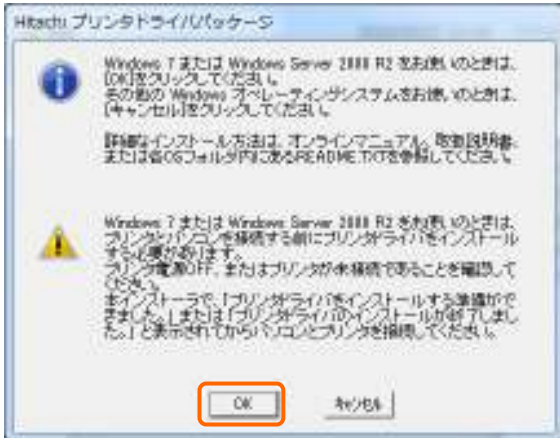 Hitachi プリンタドライバパッケージ
Windows 7 または Windows Server 2008 R2 をお使いのときは、
[OK]をクリックしてください。
その他の Windows オペレーティングシステムをお使いのときは、
[キャンセル]をクリックしてください。
詳細なインストール方法は、オンラインマニュアル、取扱説明書、
または各OSフォルダ内にあるREADME.TXTを参照してください。
Windows 7 または Windows Server 2008 R2 をお使いのときは、
プリンタとパソコンを接続する前にプリンタドライバをインストール
する必要があります。
プリンタ電源OFF、またはプリンタが未接続であることを確認して
ください。
本インストーラで、「プリンタドライバをインストールする準備がで
きました。」または「プリンタドライバのインストールが終了しまし
た。」と表示されてからパソコンとプリンタを接続してください。
OK
キャンセル